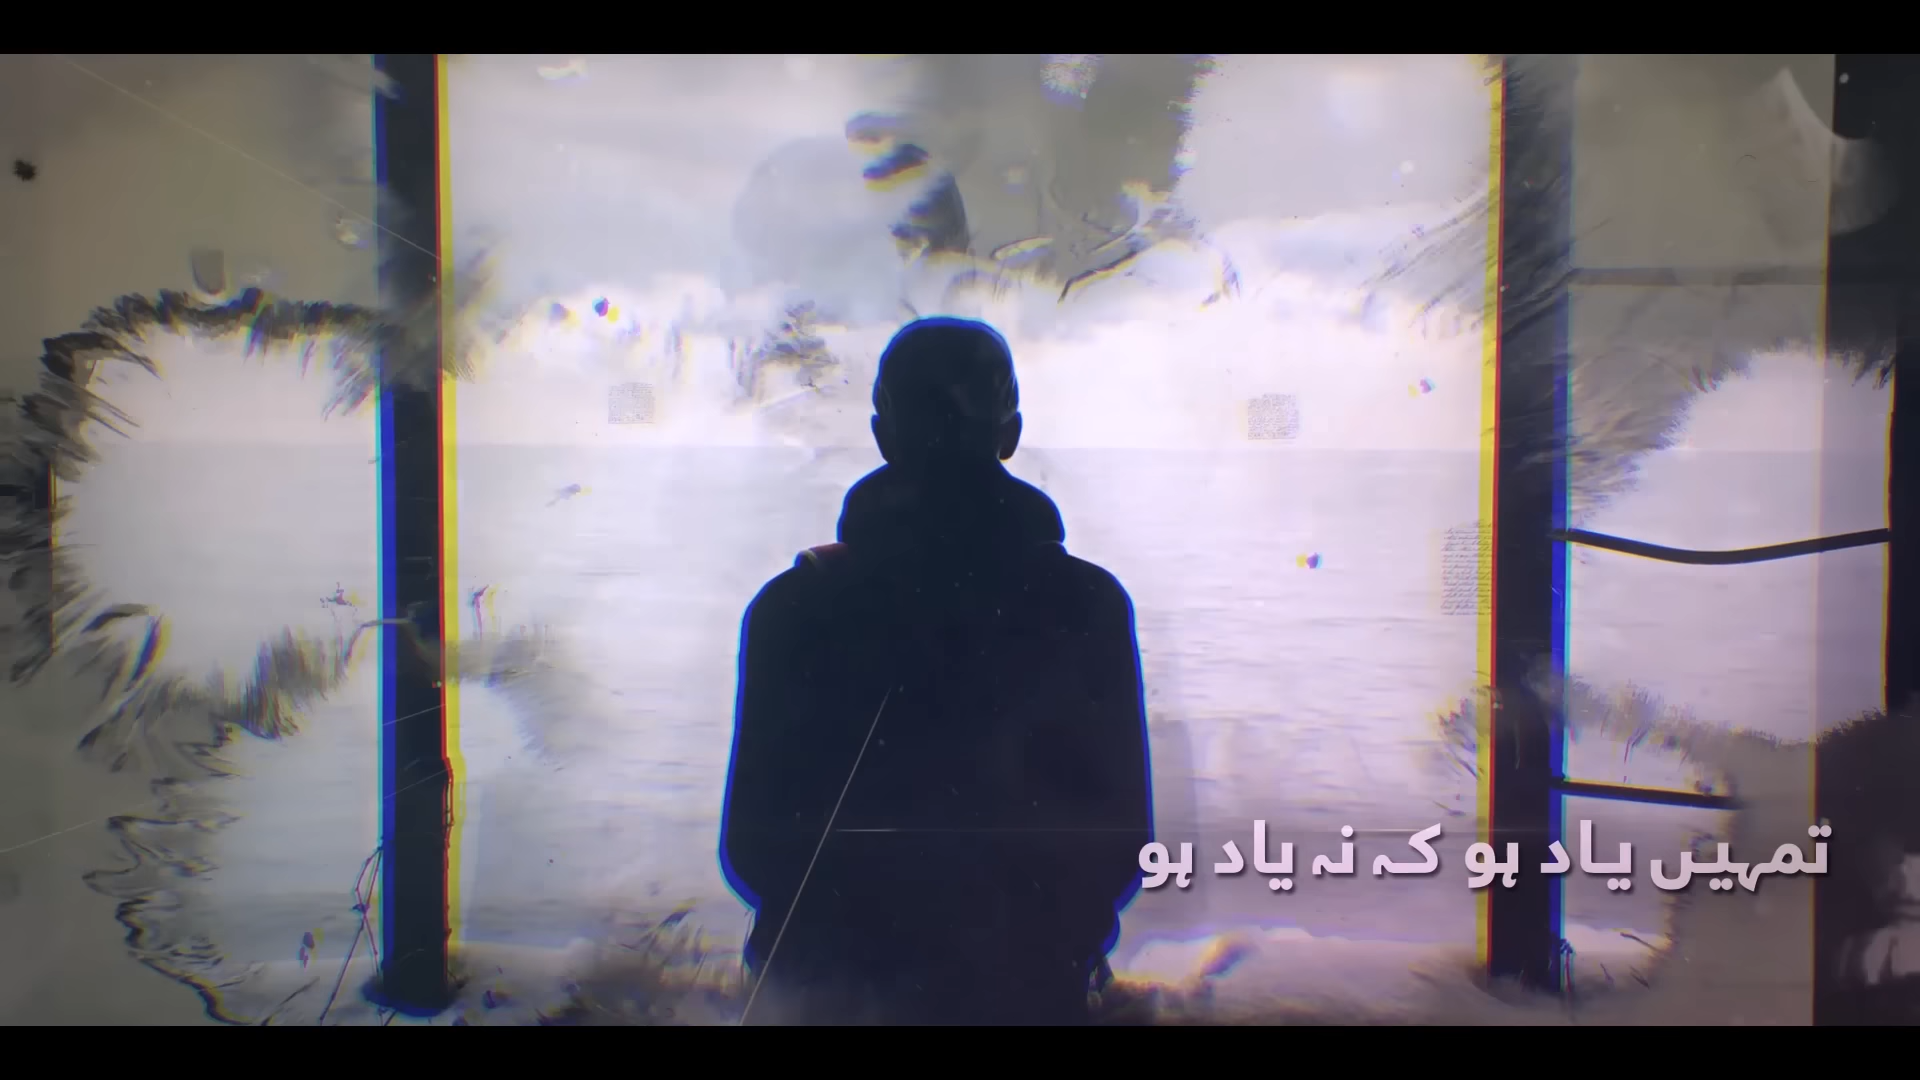 تمہیں یاد ہو کہ نہ یاد ہو